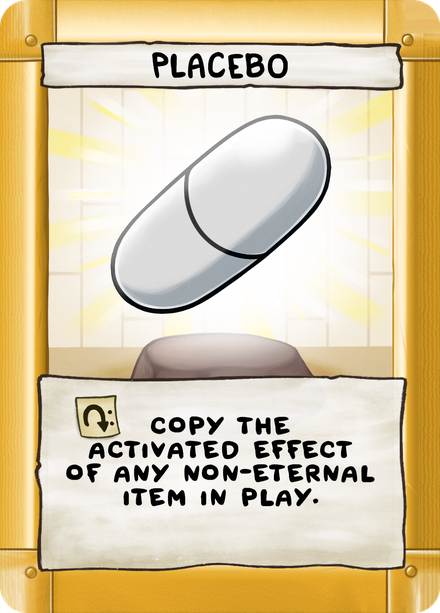 PLACEBO
COPY THE
ACTIVATED EFFECT
OF ANY NON-ETERNAL
ITEM IN PLAY.